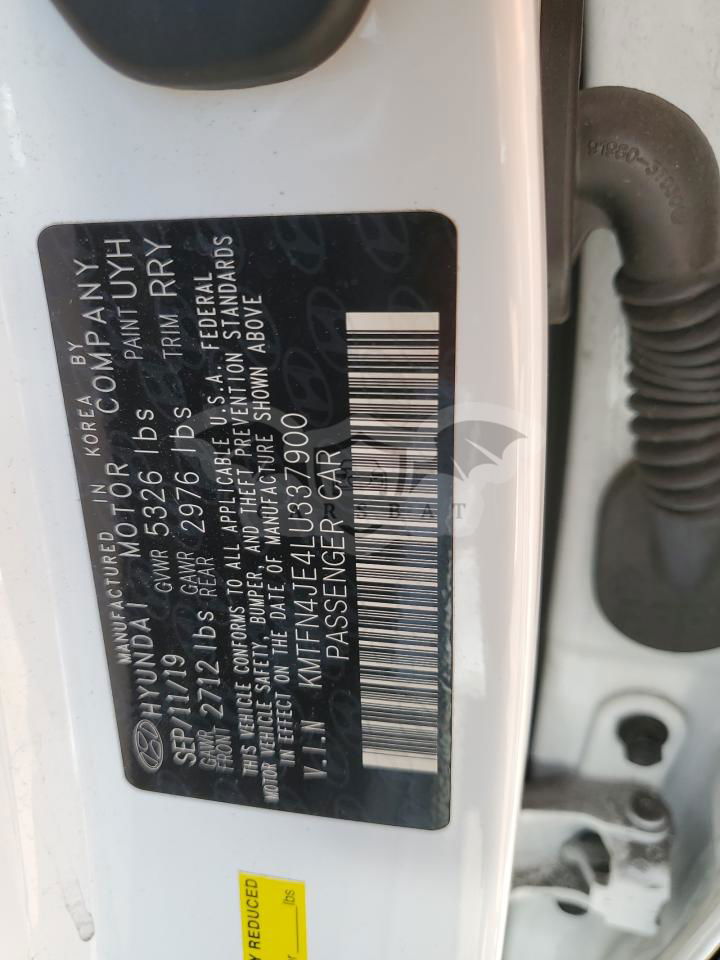 MANUFACTURED IN KOREA BY
HYUNDAI MOTOR COMPANY
SEP/11/19 GVWR 5326 lbs PAINT UYH
GAWR FRONT 2712 lbs GAWR REAR 2976 lbs TRIM RRY
THIS VEHICLE CONFORMS TO ALL APPLICABLE U.S.A. FEDERAL
MOTOR VEHICLE SAFETY, BUMPER, AND THEFT PREVENTION STANDARDS
IN EFFECT ON THE DATE OF MANUFACTURE SHOWN ABOVE
V.I.N KMTFN4JE4LU337900
PASSENGER CAR
Y REDUCED
lbs